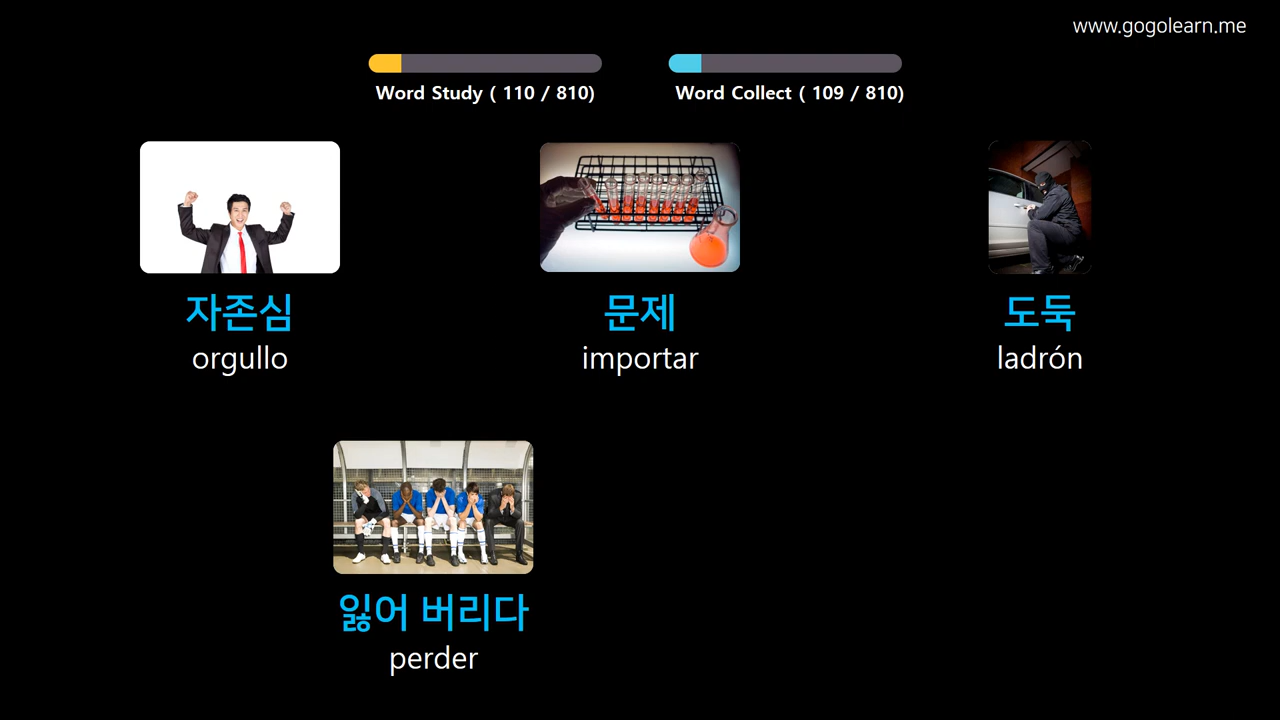 www.gogolearn.me
Word Study ( 110 / 810)
Word Collect ( 109 / 810)
자존심
orgullo
문제
importar
도둑
ladrón
잃어 버리다
perder